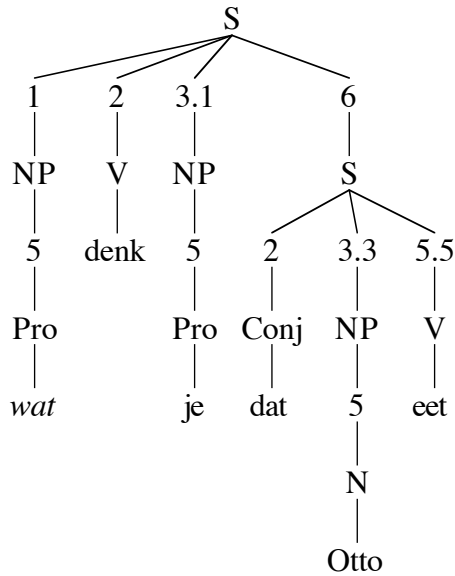 S
1 2 3.1 6
NP V NP S
5 denk 5 2 3.3 5.5
Pro Pro Conj NP V
wat je dat 5 eet
N
Otto